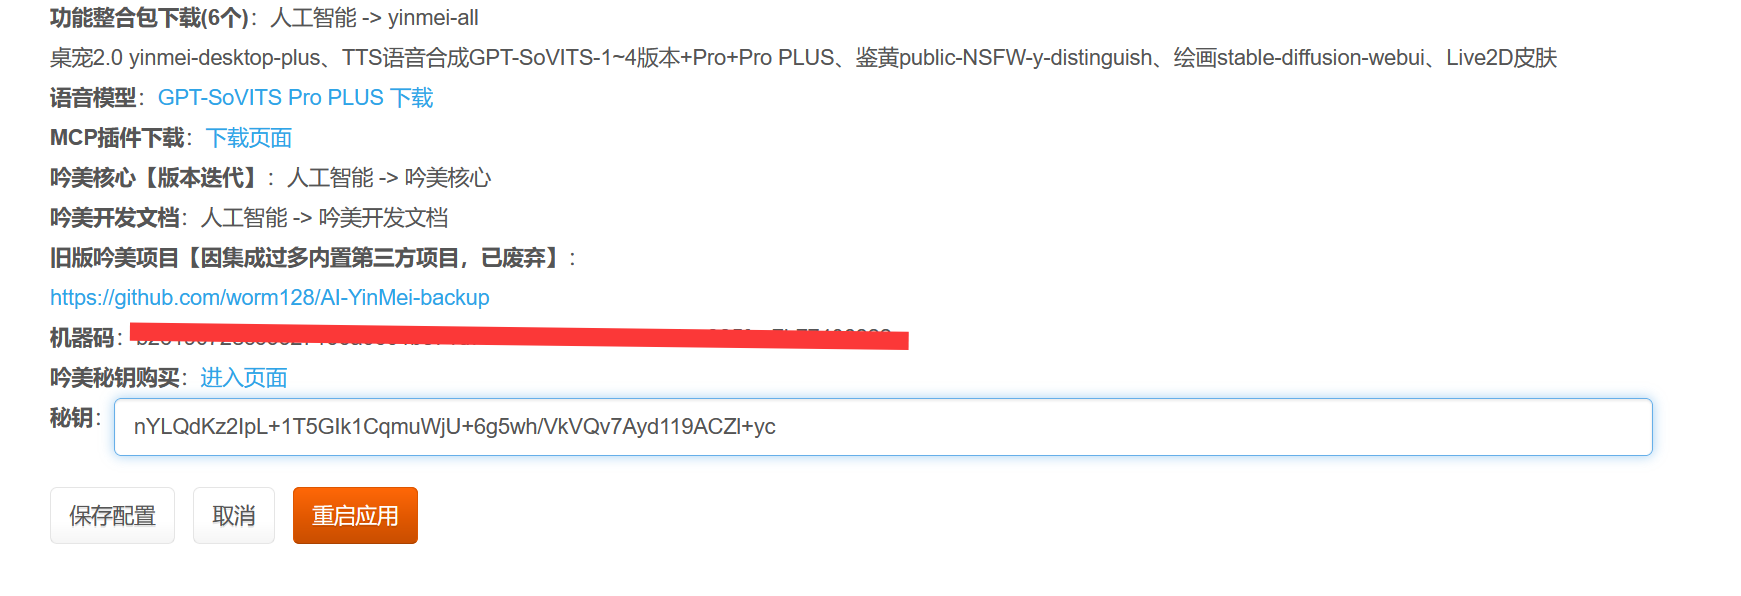 功能整合包下载(6个)：人工智能 -> yinmei-all
桌宠2.0 yinmei-desktop-plus、TTS语音合成GPT-SoVITS-1~4版本+Pro+Pro PLUS、鉴黄public-NSFW-y-distinguish、绘画stable-diffusion-webui、Live2D皮肤
语音模型：GPT-SoVITS Pro PLUS 下载
MCP插件下载：下载页面
吟美核心【版本迭代】：人工智能 -> 吟美核心
吟美开发文档：人工智能 -> 吟美开发文档
旧版吟美项目【因集成过多内置第三方项目，已废弃】：
https://github.com/worm128/AI-YinMei-backup
机器码：
吟美秘钥购买：进入页面
秘钥：nYLQdKz2IpL+1T5GIk1CqmuWjU+6g5wh/VkVQv7Ayd119ACZl+yc
保存配置 取消 重启应用